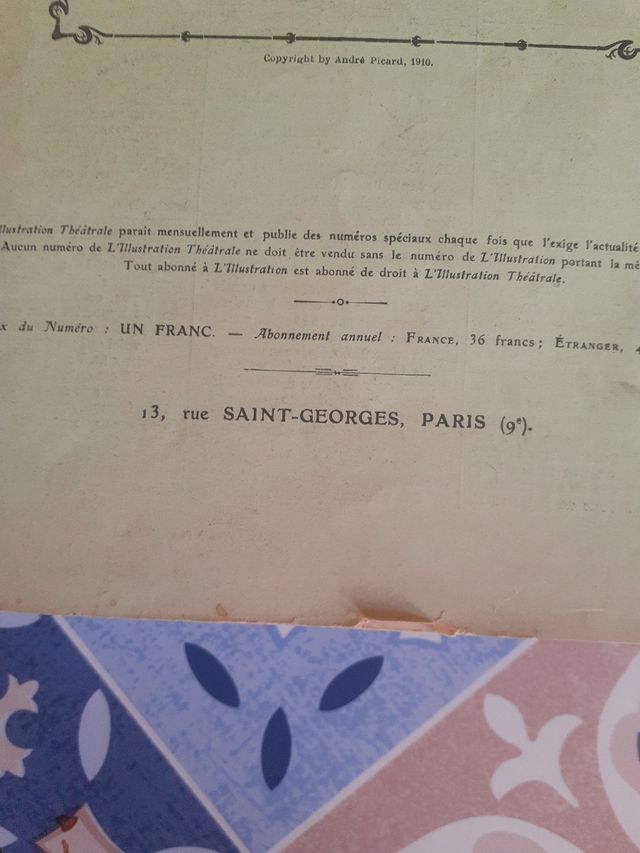 Copyright by André Picard, 1910.
llustration Théâtrale paraît mensuellement et publie des numéros spéciaux chaque fois que l'exige l'actualité
Aucun numéro de L'Illustration Théâtrale ne doit être vendu sans le numéro de L'Illustration portant la mê
Tout abonné à L'Illustration est abonné de droit à L'Illustration Théâtrale.
x du Numéro : UN FRANC. — Abonnement annuel : FRANCE, 36 francs ; ÉTRANGER, 4
13, rue SAINT-GEORGES, PARIS (9e).